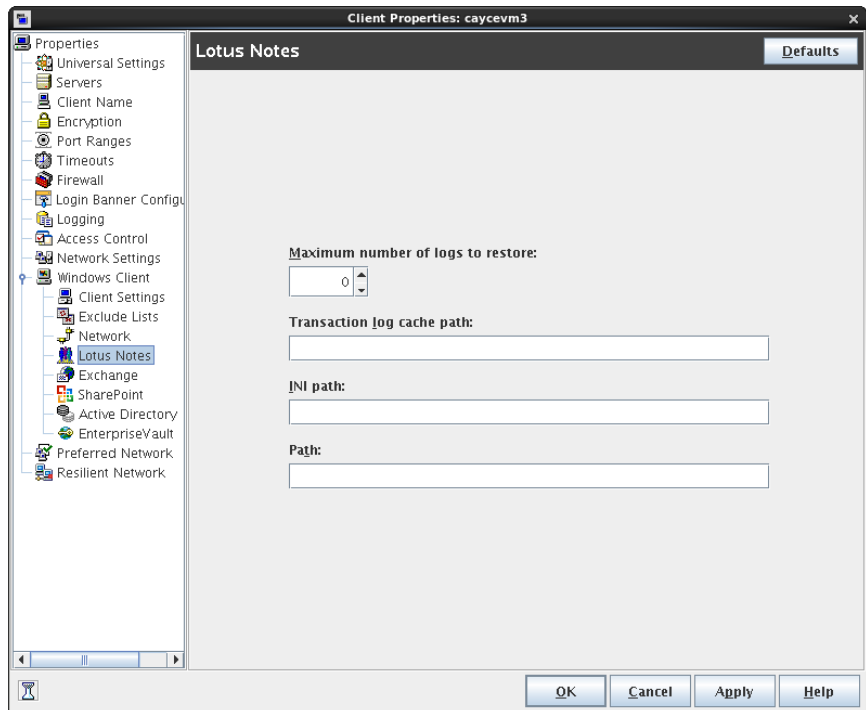 Client Properties: caycevm3
Properties
Universal Settings
Servers
Client Name
Encryption
Port Ranges
Timeouts
Firewall
Login Banner Configu
Logging
Access Control
Network Settings
Windows Client
Client Settings
Exclude Lists
Network
Lotus Notes
Exchange
SharePoint
Active Directory
EnterpriseVault
Preferred Network
Resilient Network
Lotus Notes
Defaults
Maximum number of logs to restore:
0
Transaction log cache path:
INI path:
Path:
OK
Cancel
Apply
Help